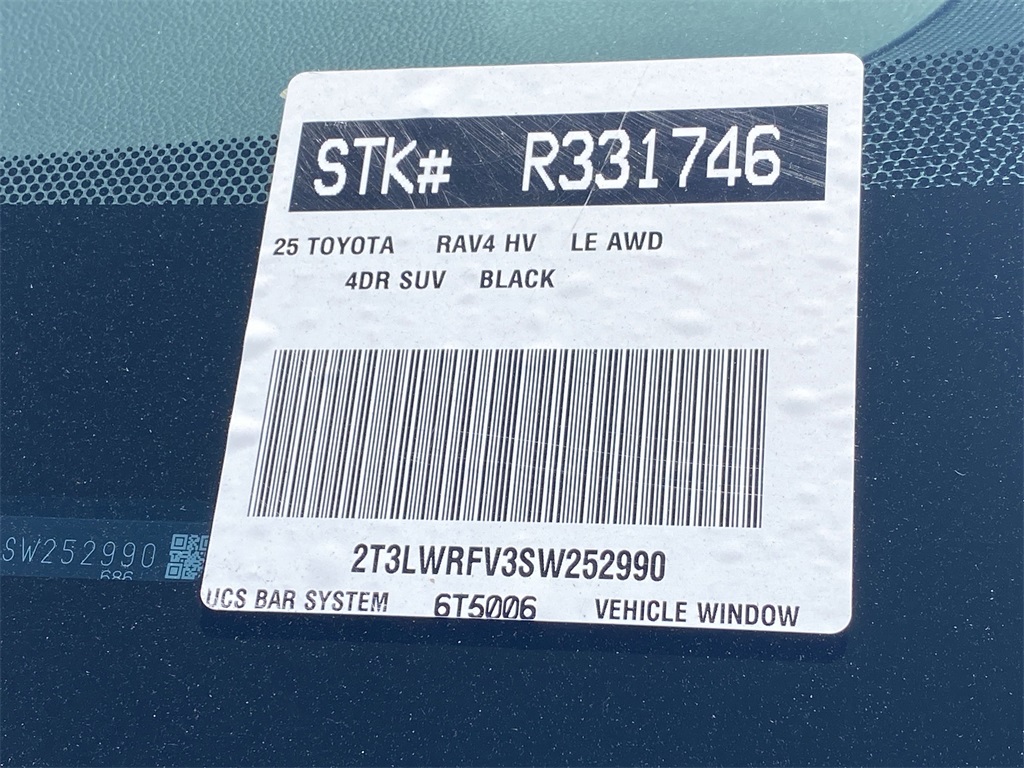 STK# R331746
25 TOYOTA RAV4 HV LE AWD
4DR SUV BLACK
2T3LWRFV3SW252990
UCS BAR SYSTEM 6T5006 VEHICLE WINDOW
SW252990
686